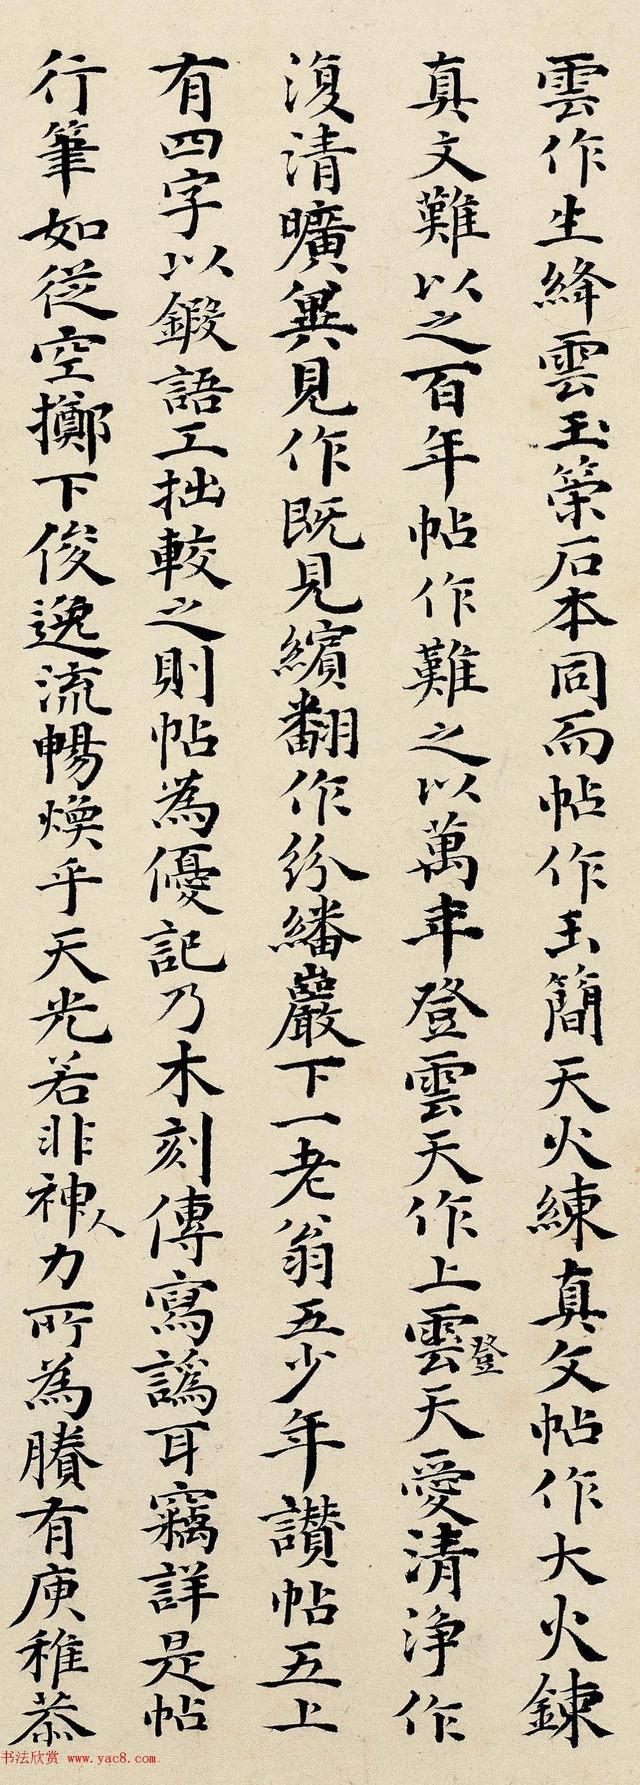 雲作生絳雲玉策石本同而帖作玉簡天火練真文帖作大火鍊
真文難以之百年帖作難之以萬年登雲天作上雲天愛清浄作
登
復清曠異見作既見繽翻作紛繙巖下一老翁五少年讃帖五上
有四字以鍛語工拙較之則帖為優記乃木刻傳寫譌耳竊詳是帖
行筆如從空擲下俊逸流暢煥乎天光若非神力所為賸有庾稚恭
人
书法欣赏 www.yac8.com